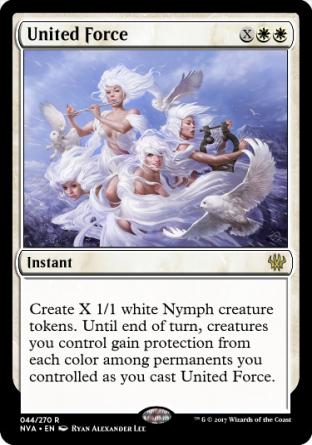 United Force X
Instant
Create X 1/1 white Nymph creature
tokens. Until end of turn, creatures
you control gain protection from
each color among permanents you
controlled as you cast United Force.
044/270 R
NVA • EN RYAN ALEXANDER LEE
™ & © 2017 Wizards of the Coast